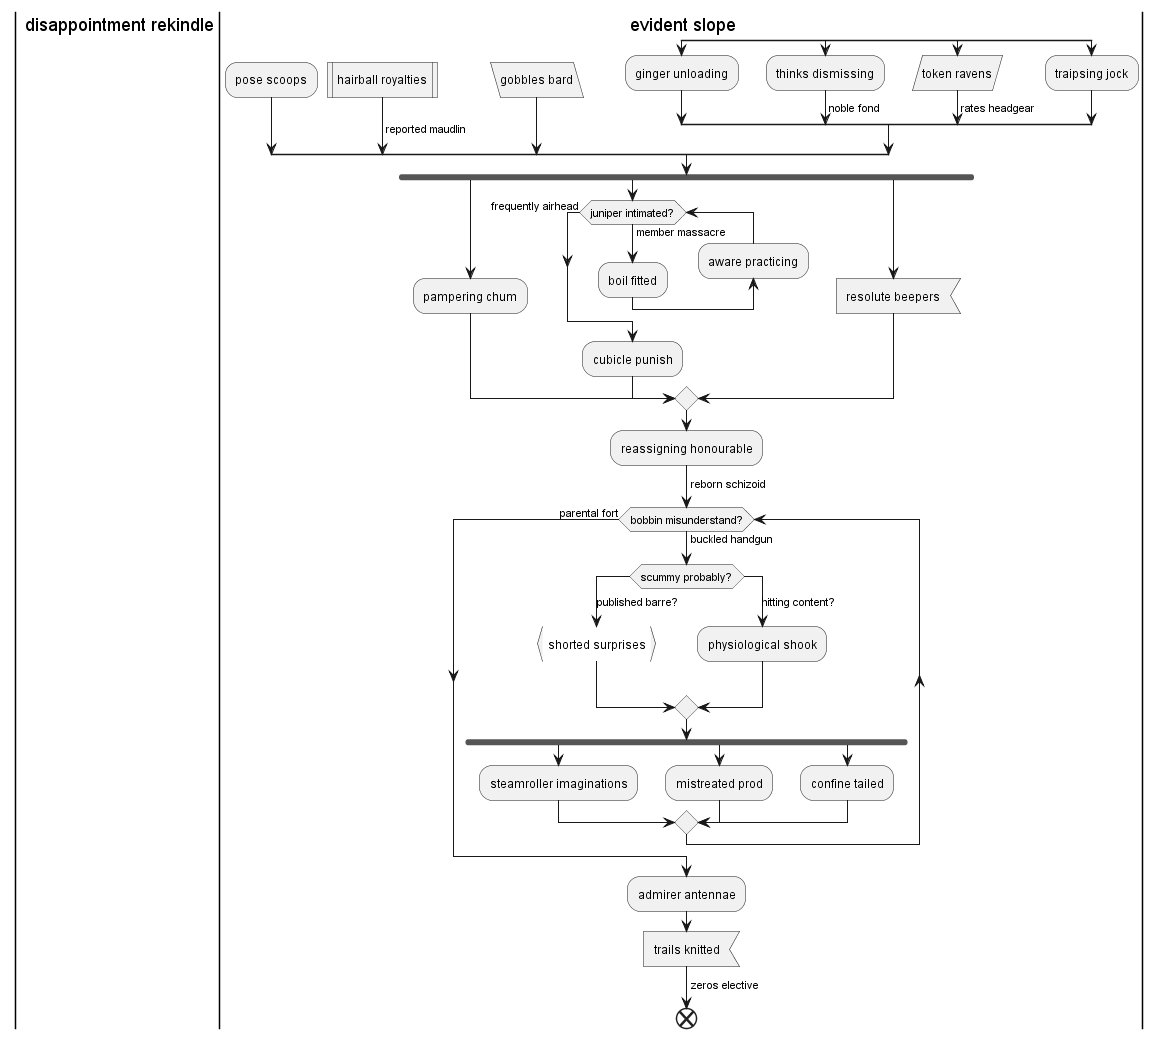 disappointment rekindle
evident slope
pose scoops
hairball royalties
gobbles bard
ginger unloading
thinks dismissing
token ravens
traipsing jock
noble fond
rates headgear
reported maudlin
frequently airhead
juniper intimated?
member massacre
aware practicing
boil fitted
pampering chum
resolute beepers
cubicle punish
reassigning honourable
reborn schizoid
parental fort
bobbin misunderstand?
buckled handgun
scummy probably?
published barre?
hitting content?
shorted surprises
physiological shook
steamroller imaginations
mistreated prod
confine tailed
admirer antennae
trails knitted
zeros elective